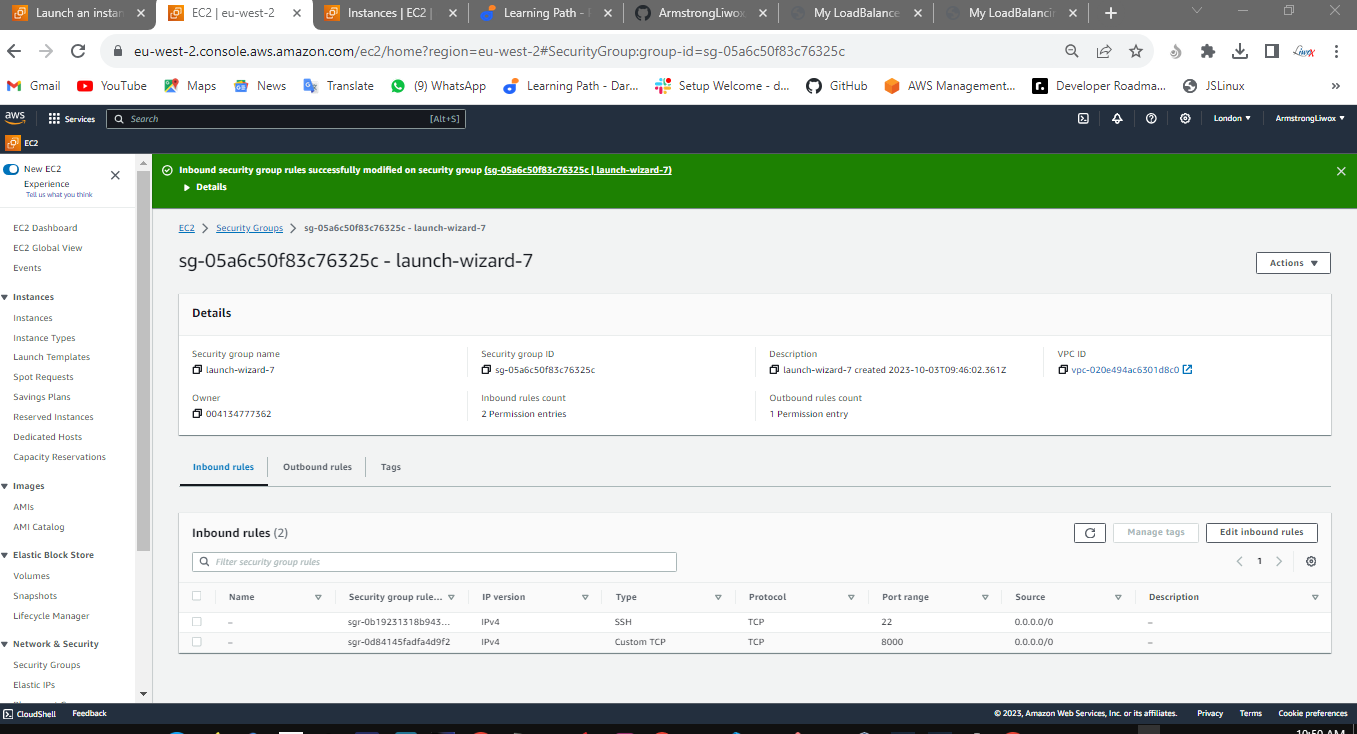 Launch an instan
EC2 | eu-west-2
Instances | EC2 |
Learning Path -
ArmstrongLiwox
My LoadBalance
My LoadBalancin
eu-west-2.console.aws.amazon.com/ec2/home?region=eu-west-2#SecurityGroup:group-id=sg-05a6c50f83c76325c
Gmail YouTube Maps News Translate (9) WhatsApp Learning Path - Dar... Setup Welcome - d... GitHub AWS Management... Developer Roadma... JSLinux »
aws Services Search [Alt+S] London ArmstrongLiwox
EC2
New EC2 Experience
Tell us what you think
EC2 Dashboard
EC2 Global View
Events
Instances
Instances
Instance Types
Launch Templates
Spot Requests
Savings Plans
Reserved Instances
Dedicated Hosts
Capacity Reservations
Images
AMIs
AMI Catalog
Elastic Block Store
Volumes
Snapshots
Lifecycle Manager
Network & Security
Security Groups
Elastic IPs
Inbound security group rules successfully modified on security group (sg-05a6c50f83c76325c | launch-wizard-7)
Details
EC2 Security Groups sg-05a6c50f83c76325c - launch-wizard-7
sg-05a6c50f83c76325c - launch-wizard-7
Actions
Details
Security group name
launch-wizard-7
Security group ID
sg-05a6c50f83c76325c
Description
launch-wizard-7 created 2023-10-03T09:46:02.361Z
VPC ID
vpc-020e494ac6301d8c0
Owner
004134777362
Inbound rules count
2 Permission entries
Outbound rules count
1 Permission entry
Inbound rules Outbound rules Tags
Inbound rules (2)
Manage tags Edit inbound rules
Filter security group rules
1
Name Security group rule... IP version Type Protocol Port range Source Description
– sgr-0b19231318b943... IPv4 SSH TCP 22 0.0.0.0/0 –
– sgr-0d84145fadfa4d9f2 IPv4 Custom TCP TCP 8000 0.0.0.0/0 –
CloudShell Feedback © 2023, Amazon Web Services, Inc. or its affiliates. Privacy Terms Cookie preferences
10:50 AM